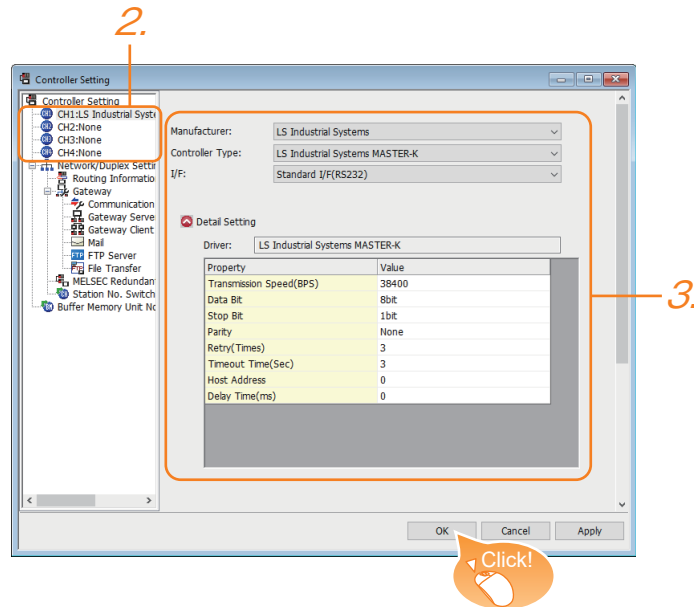 2.
Controller Setting
Controller Setting
CH1:LS Industrial Syste
CH2:None
CH3:None
CH4:None
Network/Duplex Settin
Routing Informatio
Gateway
Communication
Gateway Serve
Gateway Client
Mail
FTP Server
File Transfer
MELSEC Redundan
Station No. Switch
Buffer Memory Unit No
Manufacturer: LS Industrial Systems
Controller Type: LS Industrial Systems MASTER-K
I/F: Standard I/F(RS232)
Detail Setting
Driver: LS Industrial Systems MASTER-K
Property Value
Transmission Speed(BPS) 38400
Data Bit 8bit
Stop Bit 1bit
Parity None
Retry(Times) 3
Timeout Time(Sec) 3
Host Address 0
Delay Time(ms) 0
3.
OK Cancel Apply
Click!